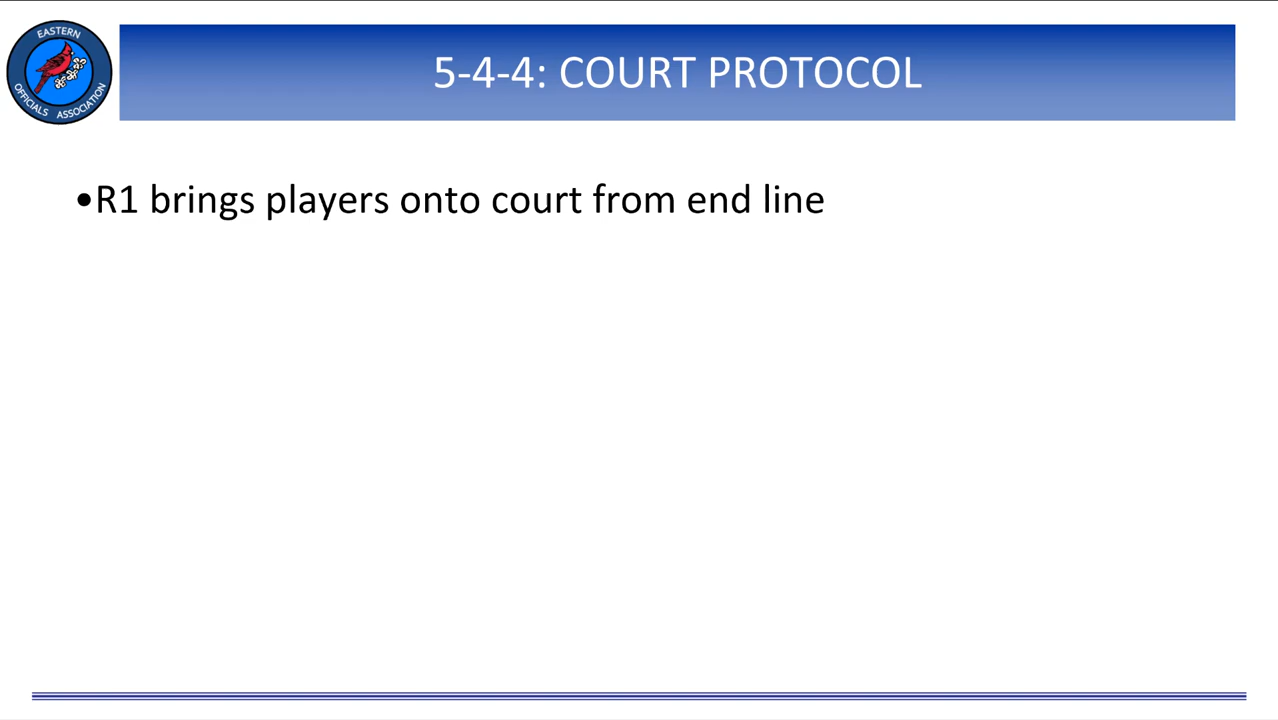 EASTERN
OFFICIALS ASSOCIATION
5-4-4: COURT PROTOCOL
•R1 brings players onto court from end line